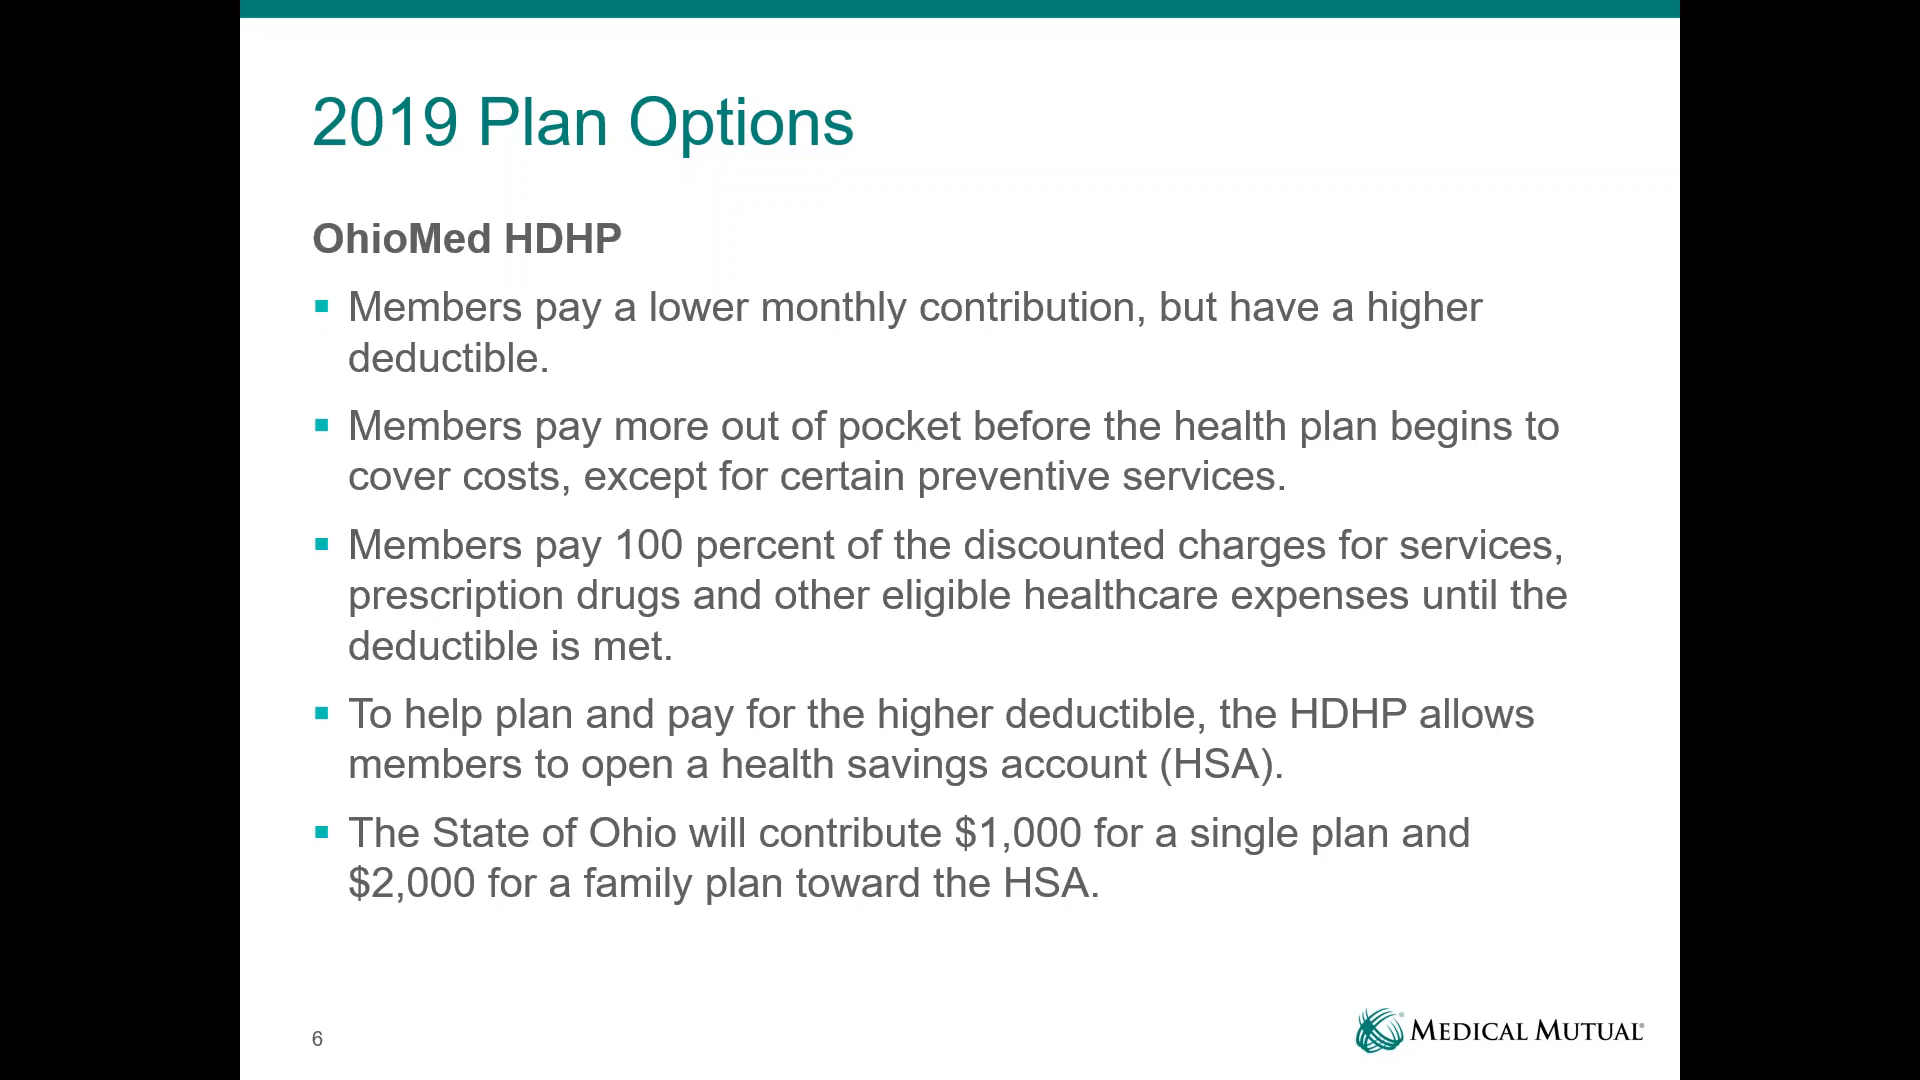 2019 Plan Options
OhioMed HDHP
▪ Members pay a lower monthly contribution, but have a higher
deductible.
▪ Members pay more out of pocket before the health plan begins to
cover costs, except for certain preventive services.
▪ Members pay 100 percent of the discounted charges for services,
prescription drugs and other eligible healthcare expenses until the
deductible is met.
▪ To help plan and pay for the higher deductible, the HDHP allows
members to open a health savings account (HSA).
▪ The State of Ohio will contribute $1,000 for a single plan and
$2,000 for a family plan toward the HSA.
6
® MEDICAL MUTUAL®